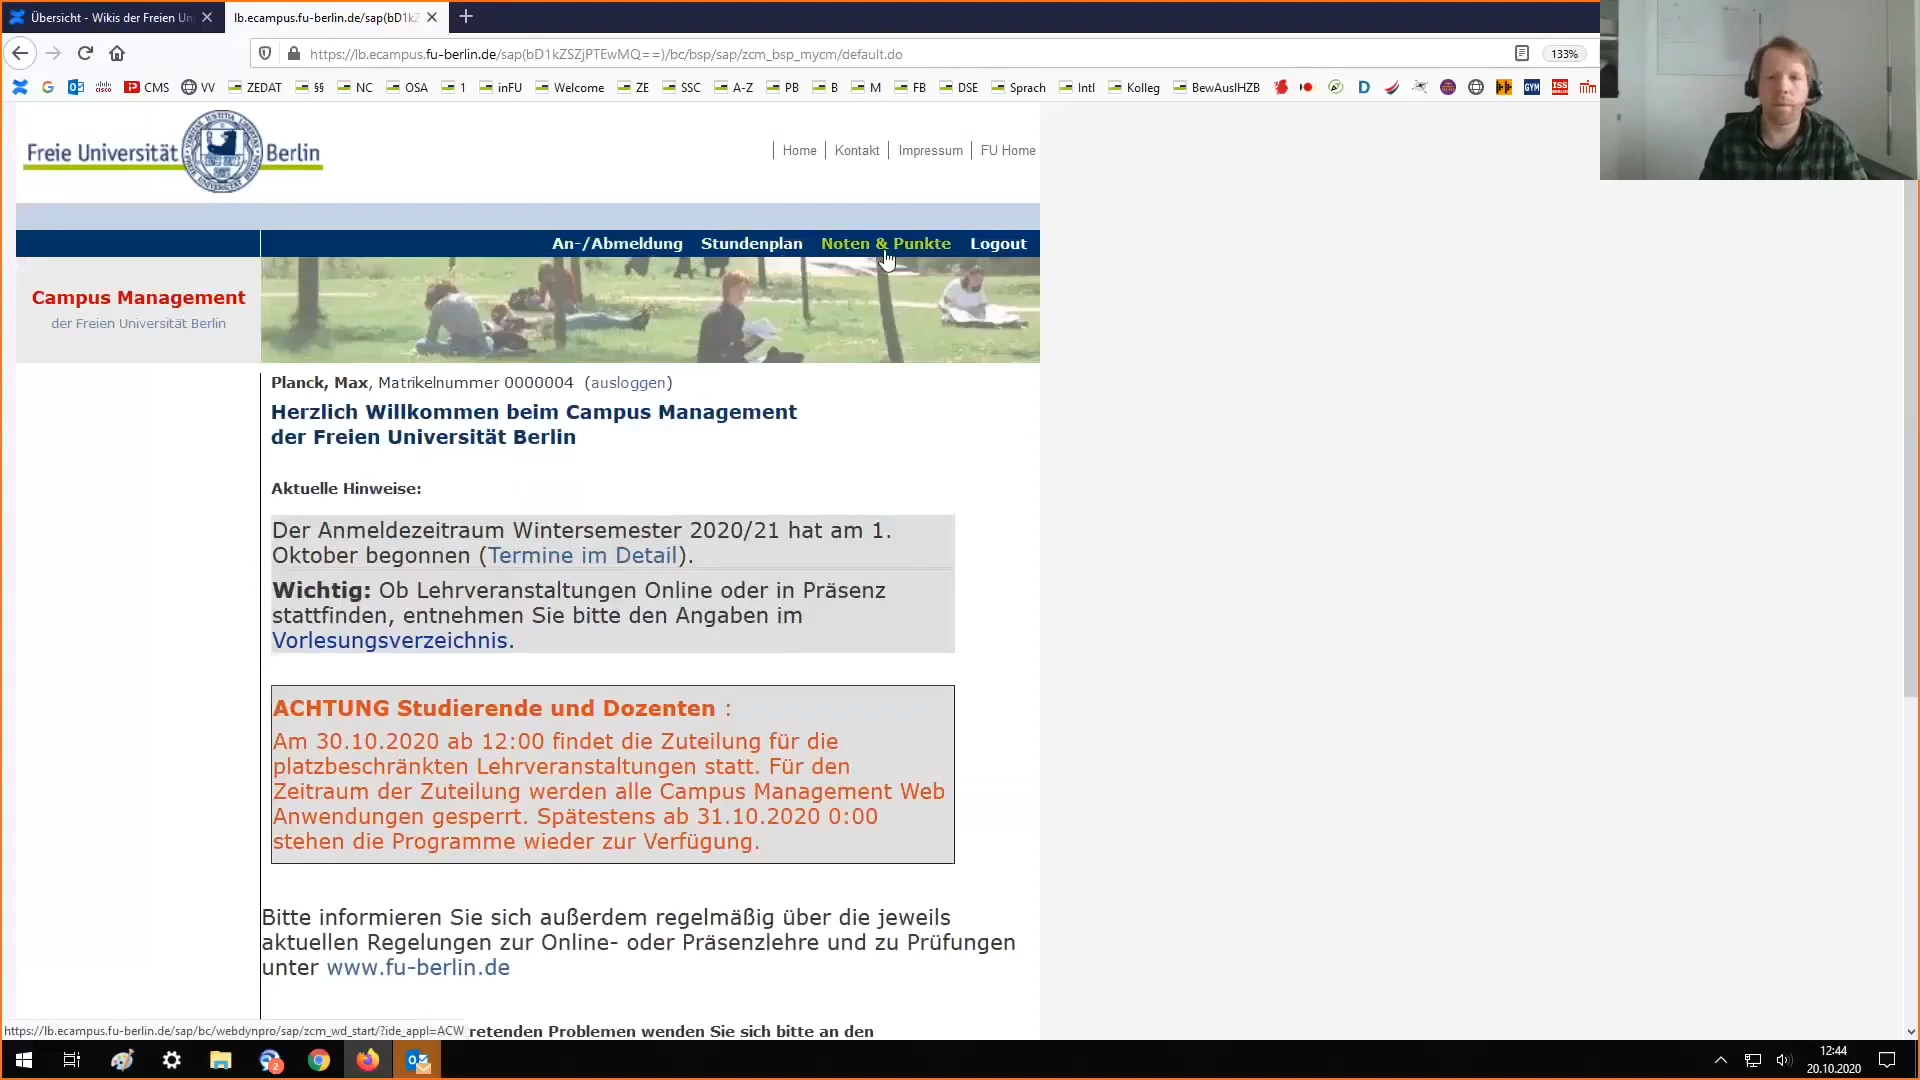 Übersicht - Wikis der Freien Un
lb.ecampus.fu-berlin.de/sap(bD1kZ
https://lb.ecampus.fu-berlin.de/sap(bD1kZSZjPTEwMQ==)/bc/bsp/sap/zcm_bsp_mycm/default.do
133%
CMS VV ZEDAT §§ NC OSA 1 inFU Welcome ZE SSC A-Z PB B M FB DSE Sprach Intl Kolleg BewAuslHZB
Freie Universität Berlin
Home Kontakt Impressum FU Home
An-/Abmeldung Stundenplan Noten & Punkte Logout
Campus Management
der Freien Universität Berlin
Planck, Max, Matrikelnummer 0000004 (ausloggen)
Herzlich Willkommen beim Campus Management
der Freien Universität Berlin
Aktuelle Hinweise:
Der Anmeldezeitraum Wintersemester 2020/21 hat am 1.
Oktober begonnen (Termine im Detail).
Wichtig: Ob Lehrveranstaltungen Online oder in Präsenz
stattfinden, entnehmen Sie bitte den Angaben im
Vorlesungsverzeichnis.
ACHTUNG Studierende und Dozenten :
Am 30.10.2020 ab 12:00 findet die Zuteilung für die
platzbeschränkten Lehrveranstaltungen statt. Für den
Zeitraum der Zuteilung werden alle Campus Management Web
Anwendungen gesperrt. Spätestens ab 31.10.2020 0:00
stehen die Programme wieder zur Verfügung.
Bitte informieren Sie sich außerdem regelmäßig über die jeweils
aktuellen Regelungen zur Online- oder Präsenzlehre und zu Prüfungen
unter www.fu-berlin.de
https://lb.ecampus.fu-berlin.de/sap/bc/webdynpro/sap/zcm_wd_start/?ide_appl=ACW
retenden Problemen wenden Sie sich bitte an den
12:44
20.10.2020